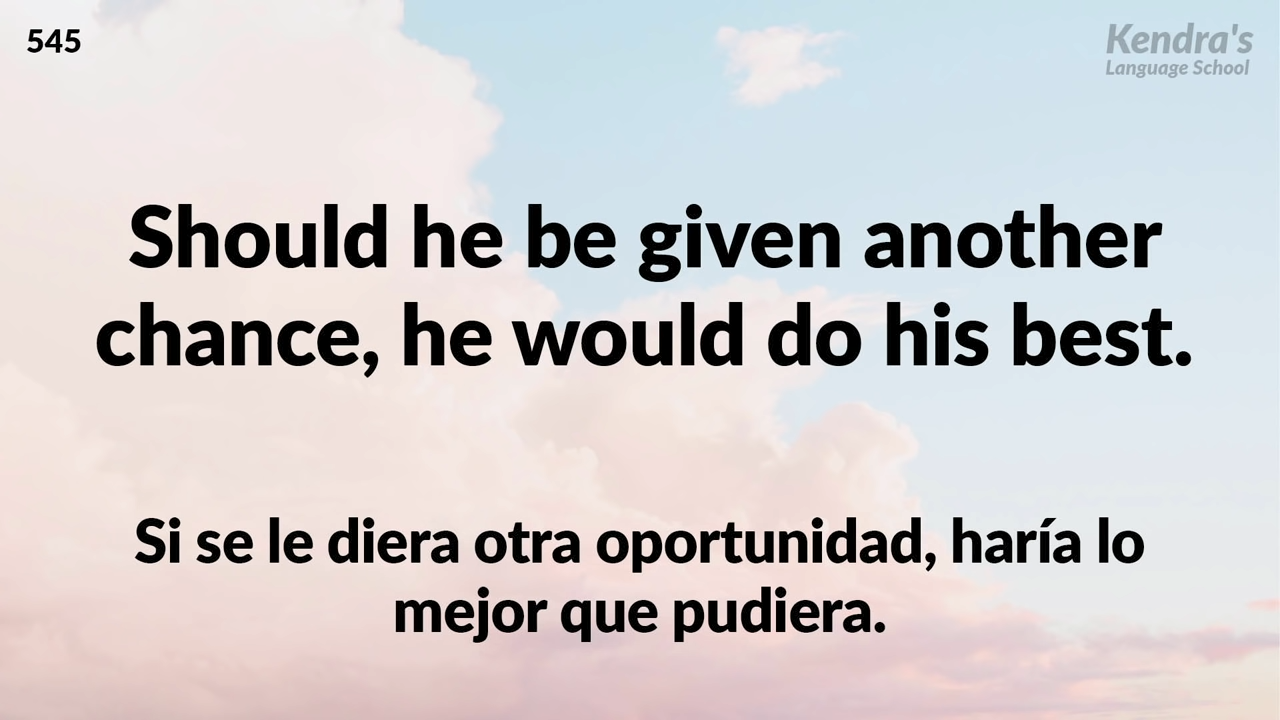 545
Kendra's
Language School
Should he be given another
chance, he would do his best.
Si se le diera otra oportunidad, haría lo
mejor que pudiera.